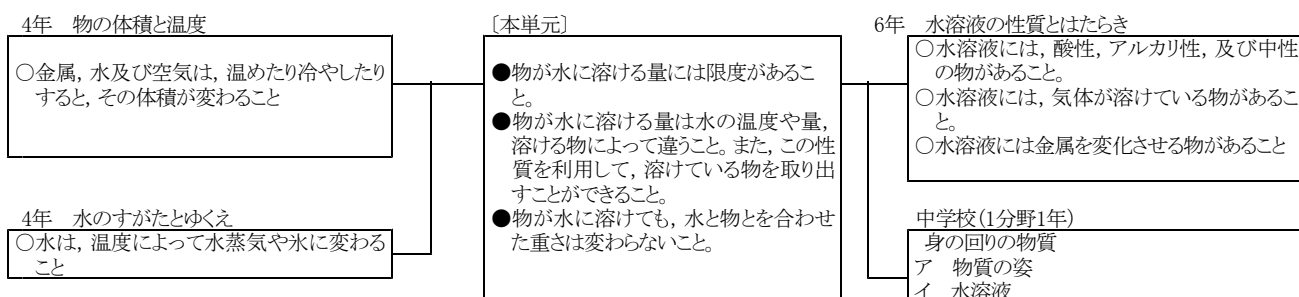 4年　物の体積と温度
○金属，水及び空気は，温めたり冷やしたり
すると，その体積が変わること
4年　水のすがたとゆくえ
○水は，温度によって水蒸気や氷に変わる
こと
〔本単元〕
●物が水に溶ける量には限度があるこ
と。
●物が水に溶ける量は水の温度や量，
溶ける物によって違うこと。また，この性
質を利用して，溶けている物を取り出
すことができること。
●物が水に溶けても，水と物とを合わせ
た重さは変わらないこと。
6年　水溶液の性質とはたらき
○水溶液には，酸性，アルカリ性，及び中性
の物があること。
○水溶液には，気体が溶けている物があるこ
と。
○水溶液には金属を変化させる物があること
中学校(1分野1年)
身の回りの物質
ア　物質の姿
イ　水溶液